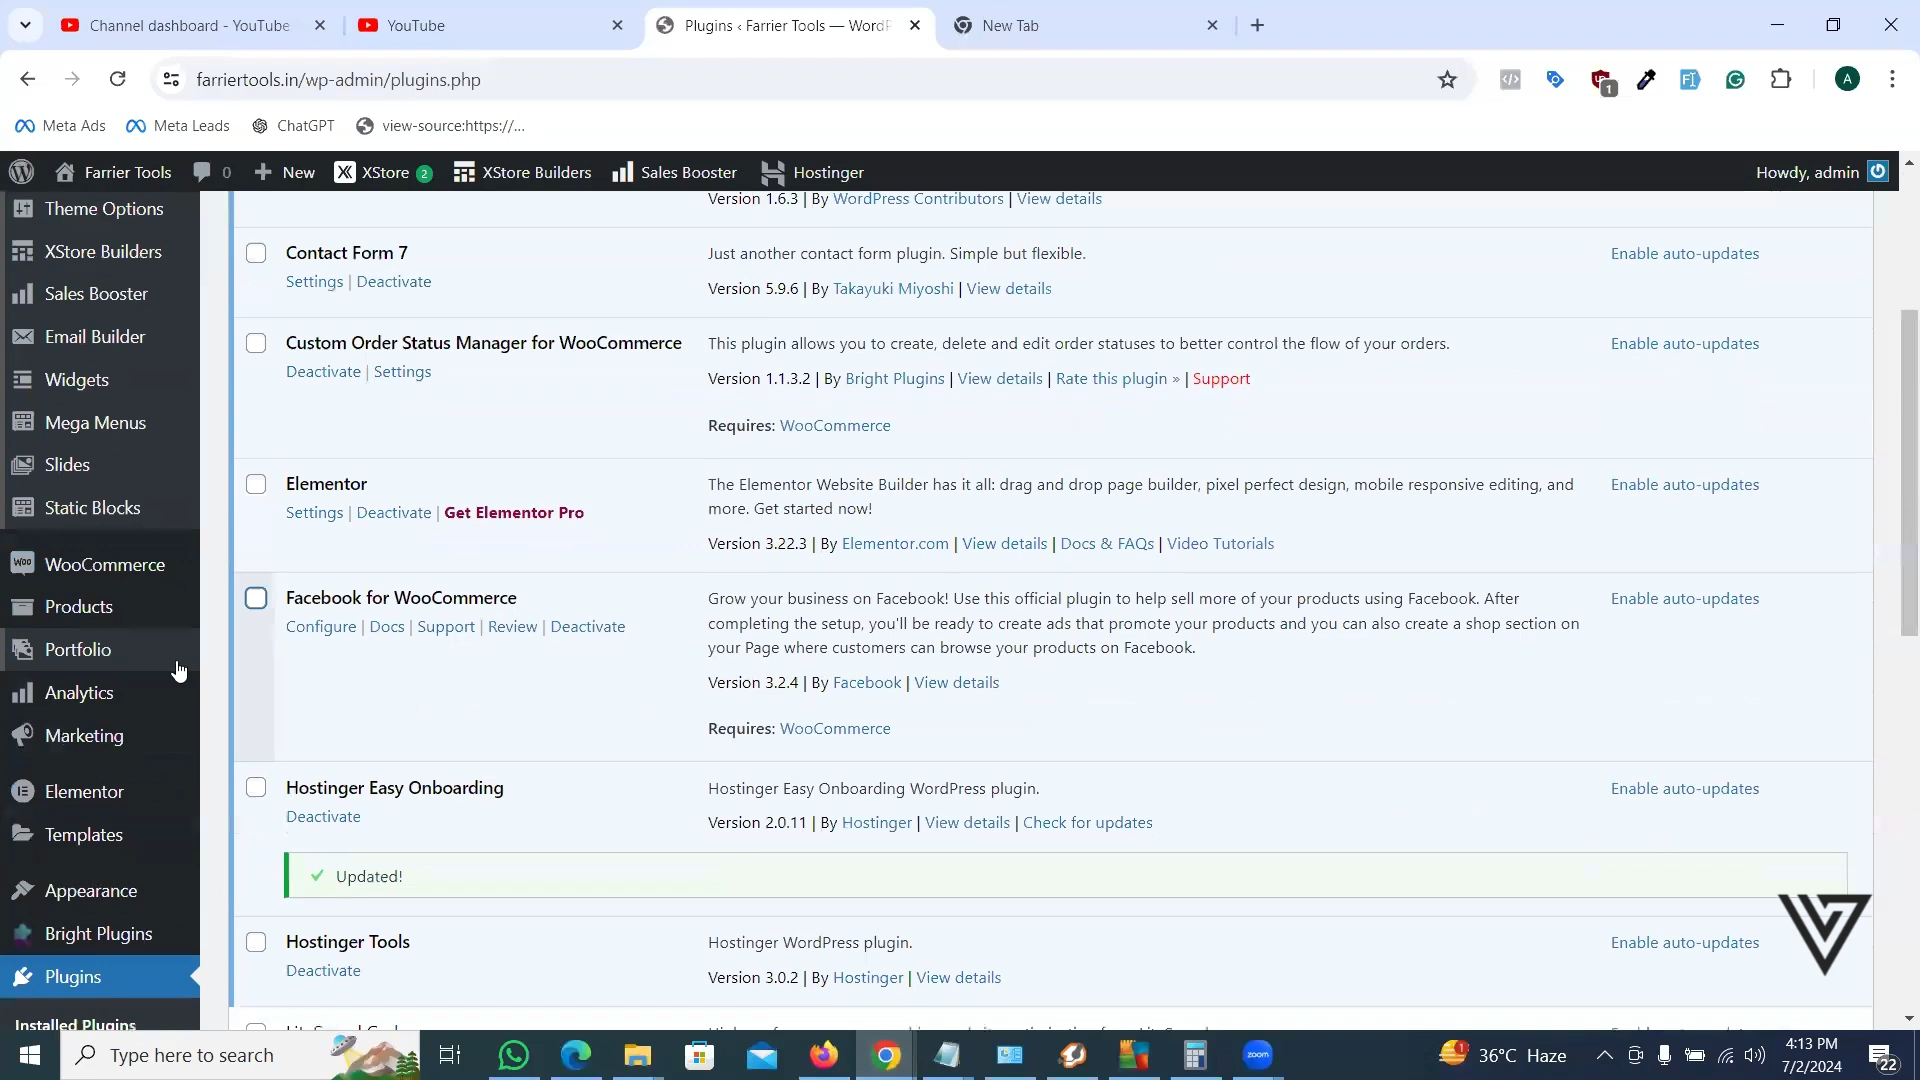 Channel dashboard - YouTube
YouTube
Plugins ‹ Farrier Tools — WordP
New Tab
farriertools.in/wp-admin/plugins.php
1
A
Meta Ads
Meta Leads
ChatGPT
view-source:https://...
Farrier Tools
0
New
XStore 2
XStore Builders
Sales Booster
Hostinger
Howdy, admin
Theme Options
XStore Builders
Sales Booster
Email Builder
Widgets
Mega Menus
Slides
Static Blocks
WooCommerce
Products
Portfolio
Analytics
Marketing
Elementor
Templates
Appearance
Bright Plugins
Plugins
Installed Plugins
Version 1.6.3 | By WordPress Contributors | View details
Contact Form 7
Settings | Deactivate
Just another contact form plugin. Simple but flexible.
Version 5.9.6 | By Takayuki Miyoshi | View details
Enable auto-updates
Custom Order Status Manager for WooCommerce
Deactivate | Settings
This plugin allows you to create, delete and edit order statuses to better control the flow of your orders.
Version 1.1.3.2 | By Bright Plugins | View details | Rate this plugin » | Support
Requires: WooCommerce
Enable auto-updates
Elementor
Settings | Deactivate | Get Elementor Pro
The Elementor Website Builder has it all: drag and drop page builder, pixel perfect design, mobile responsive editing, and
more. Get started now!
Version 3.22.3 | By Elementor.com | View details | Docs & FAQs | Video Tutorials
Enable auto-updates
Facebook for WooCommerce
Configure | Docs | Support | Review | Deactivate
Grow your business on Facebook! Use this official plugin to help sell more of your products using Facebook. After
completing the setup, you'll be ready to create ads that promote your products and you can also create a shop section on
your Page where customers can browse your products on Facebook.
Version 3.2.4 | By Facebook | View details
Requires: WooCommerce
Enable auto-updates
Hostinger Easy Onboarding
Deactivate
Hostinger Easy Onboarding WordPress plugin.
Version 2.0.11 | By Hostinger | View details | Check for updates
Enable auto-updates
Updated!
Hostinger Tools
Deactivate
Hostinger WordPress plugin.
Version 3.0.2 | By Hostinger | View details
Enable auto-updates
Type here to search
zoom
36°C Haze
4:13 PM
7/2/2024
22